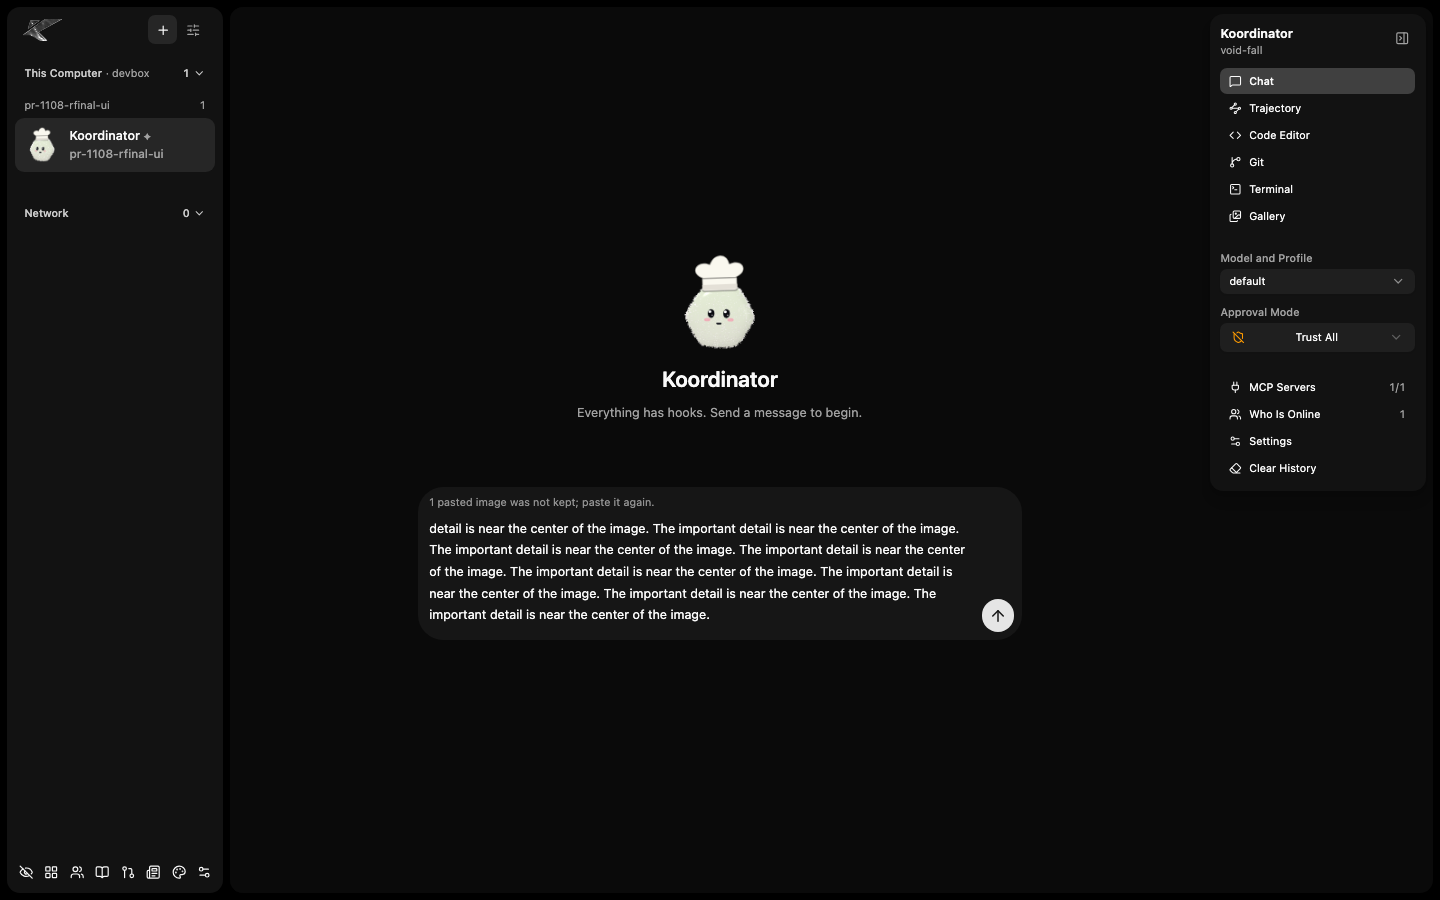 This Computer · devbox 1
pr-1108-rfinal-ui 1
Koordinator
pr-1108-rfinal-ui
Network 0
Koordinator
Everything has hooks. Send a message to begin.
1 pasted image was not kept; paste it again.
detail is near the center of the image. The important detail is near the center of the image.
The important detail is near the center of the image. The important detail is near the center
of the image. The important detail is near the center of the image. The important detail is
near the center of the image. The important detail is near the center of the image. The
important detail is near the center of the image.
Koordinator
void-fall
Chat
Trajectory
Code Editor
Git
Terminal
Gallery
Model and Profile
default
Approval Mode
Trust All
MCP Servers 1/1
Who Is Online 1
Settings
Clear History